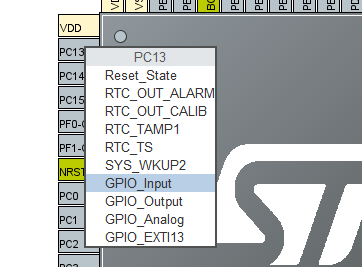 VDD
PC13
PC14
PC15
NRST
PC0
PC1
PC2
PC13
Reset_State
RTC_OUT_ALARM
RTC_OUT_CALIB
RTC_TAMP1
RTC_TS
SYS_WKUP2
GPIO_Input
GPIO_Output
GPIO_Analog
GPIO_EXTI13